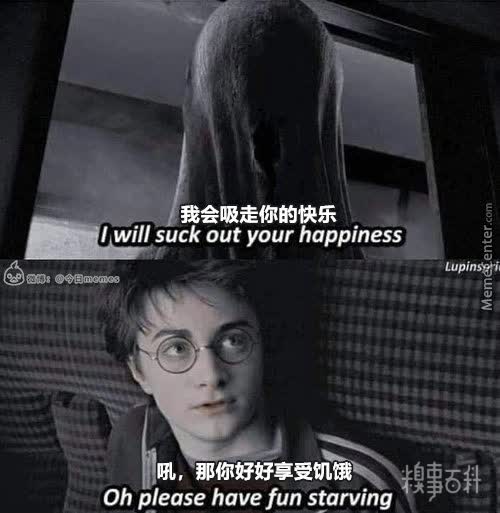 我会吸走你的快乐
I will suck out your happiness
MemeCenter.com
Lupinsori
微博：@今日memes
吼，那你好好享受饥饿
Oh please have fun starving
糗事百科